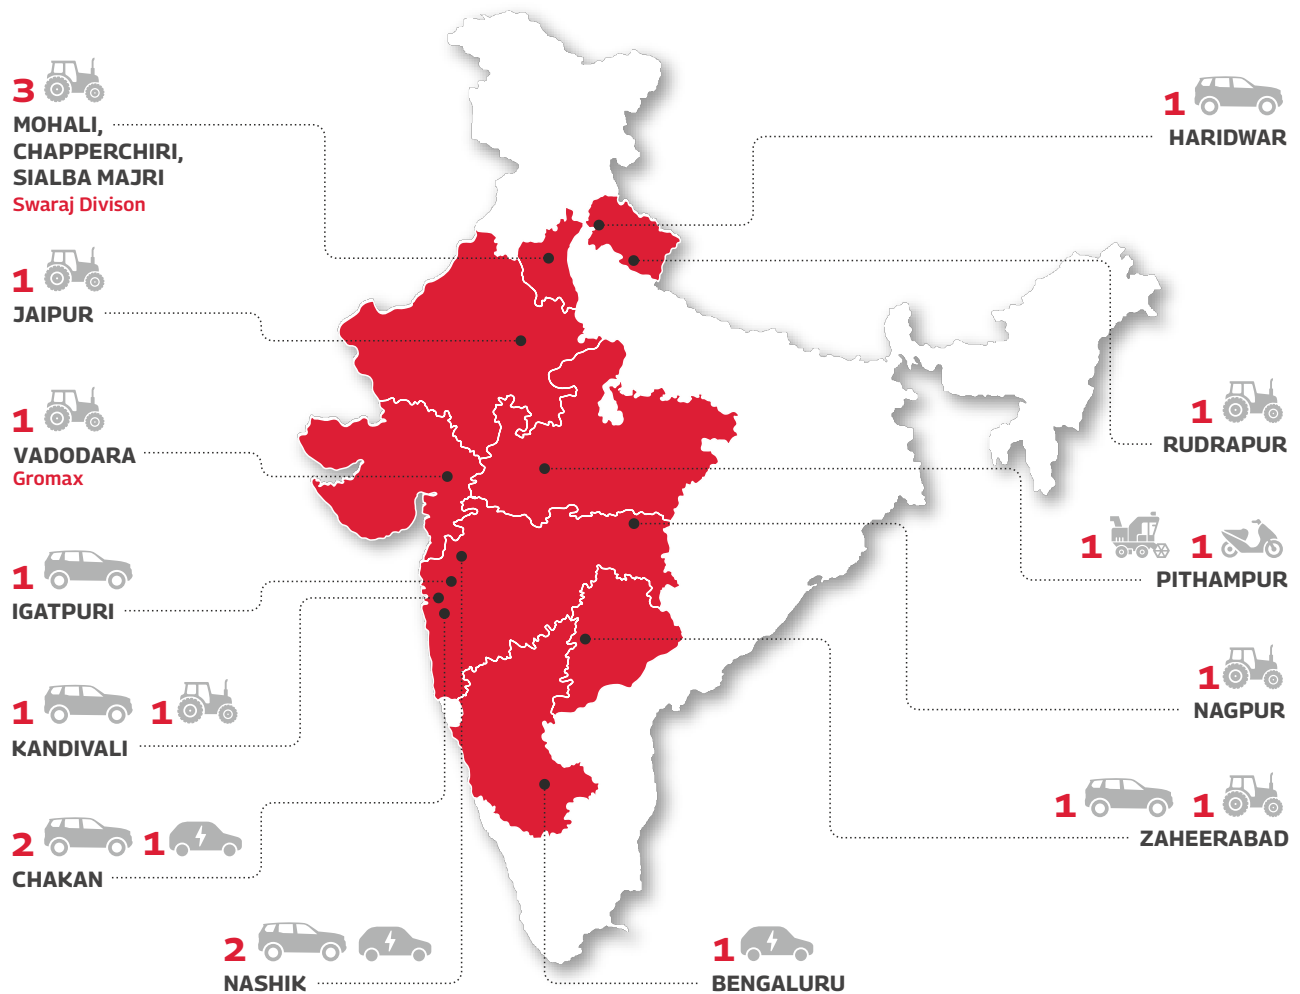 3
MOHALI,
CHAPPERCHIRI,
SIALBA MAJRI
Swaraj Divison
1
JAIPUR
1
VADODARA
Gromax
1
IGATPURI
1 1
KANDIVALI
2 1
CHAKAN
2
NASHIK
1
BENGALURU
1
HARIDWAR
1
RUDRAPUR
1 1
PITHAMPUR
1
NAGPUR
1 1
ZAHEERABAD